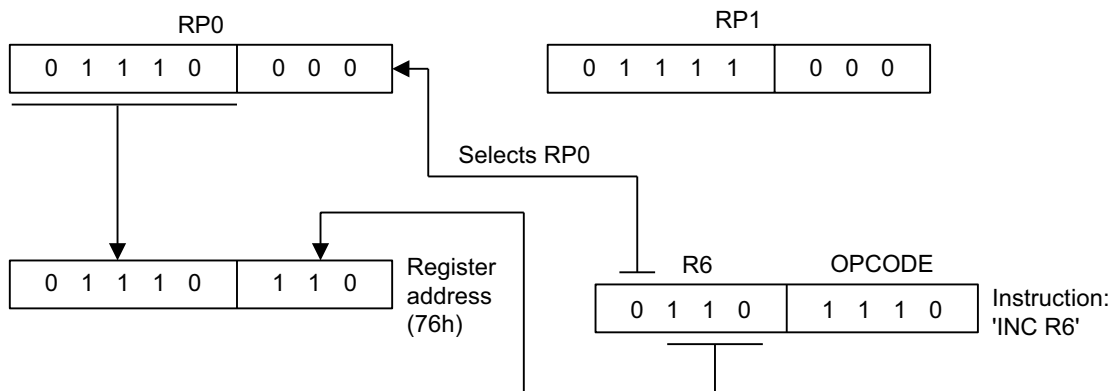 RP0
RP1
0 1 1 1 0 0 0 0
0 1 1 1 1 0 0 0
Selects RP0
0 1 1 1 0 1 1 0
Register
address
(76h)
R6
OPCODE
0 1 1 0 1 1 1 0
Instruction:
'INC R6'